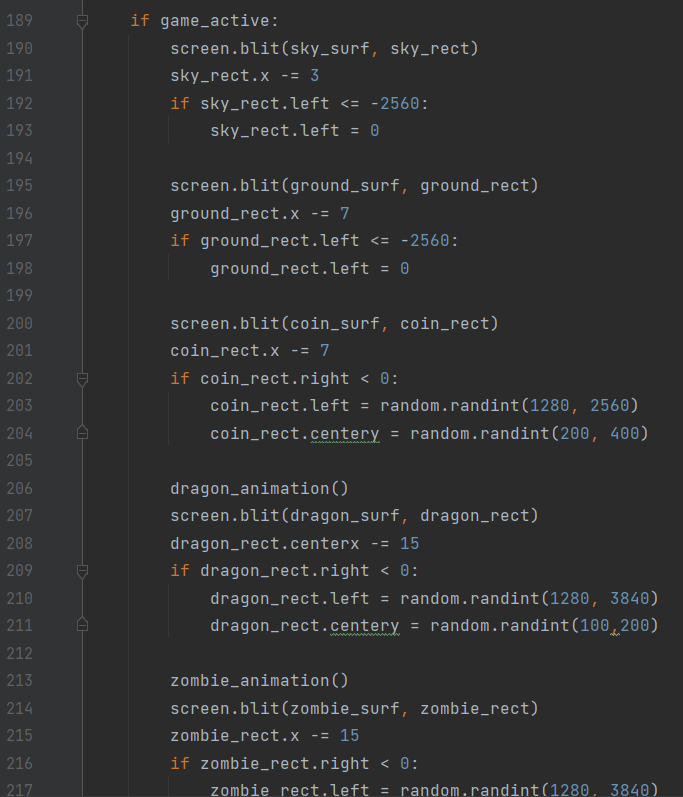 189 if game_active:
190 screen.blit(sky_surf, sky_rect)
191 sky_rect.x -= 3
192 if sky_rect.left <= -2560:
193 sky_rect.left = 0
194
195 screen.blit(ground_surf, ground_rect)
196 ground_rect.x -= 7
197 if ground_rect.left <= -2560:
198 ground_rect.left = 0
199
200 screen.blit(coin_surf, coin_rect)
201 coin_rect.x -= 7
202 if coin_rect.right < 0:
203 coin_rect.left = random.randint(1280, 2560)
204 coin_rect.centery = random.randint(200, 400)
205
206 dragon_animation()
207 screen.blit(dragon_surf, dragon_rect)
208 dragon_rect.centerx -= 15
209 if dragon_rect.right < 0:
210 dragon_rect.left = random.randint(1280, 3840)
211 dragon_rect.centery = random.randint(100,200)
212
213 zombie_animation()
214 screen.blit(zombie_surf, zombie_rect)
215 zombie_rect.x -= 15
216 if zombie_rect.right < 0:
217 zombie_rect.left = random.randint(1280, 3840)